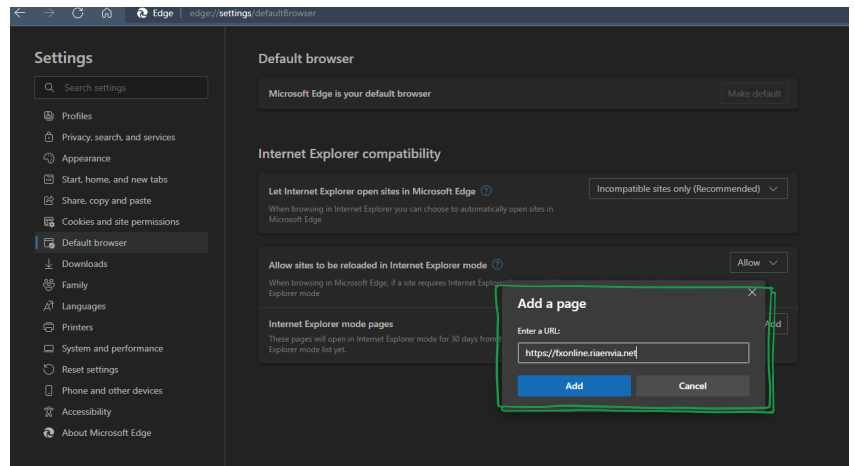 Edge
edge://settings/defaultBrowser
Settings
Search settings
Profiles
Privacy, search, and services
Appearance
Start, home, and new tabs
Share, copy and paste
Cookies and site permissions
Default browser
Downloads
Family
Languages
Printers
System and performance
Reset settings
Phone and other devices
Accessibility
About Microsoft Edge
Default browser
Microsoft Edge is your default browser
Make default
Internet Explorer compatibility
Let Internet Explorer open sites in Microsoft Edge
Incompatible sites only (Recommended)
When browsing in Internet Explorer you can choose to automatically open sites in
Microsoft Edge
Allow sites to be reloaded in Internet Explorer mode
Allow
When browsing in Microsoft Edge, if a site requires Internet
Explorer mode
Internet Explorer mode pages
Add
These pages will open in Internet Explorer mode for 30 days from
Explorer mode list yet.
Add a page
Enter a URL:
https://fxonline.riaenvia.net
Add
Cancel